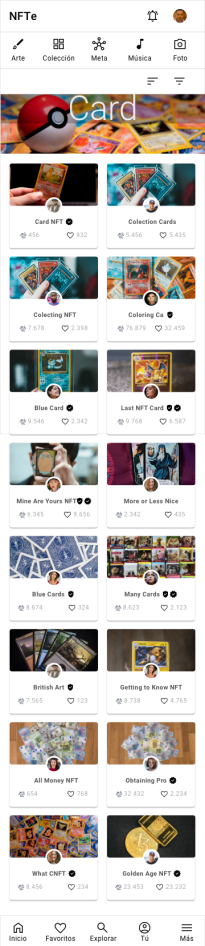 NFTe
Arte Colección Meta Música Foto
Card
Card NFT
456 932
Colection Cards
5.456 5.435
Colecting NFT
7.678 2.398
Coloring Ca
76.879 32.459
Blue Card
9.546 2.342
Last NFT Card
9.768 6.587
Mine Are Yours NFT
6.345 9.656
More or Less Nice
2.342 435
Blue Cards
8.674 324
Many Cards
8.623 2.123
British Art
7.565 123
Getting to Know NFT
8.738 4.765
All Money NFT
654 768
Obtaining Pro
32.432 2.234
What CNFT
8.456 234
Golden Age NFT
23.453 23.232
Inicio Favoritos Explorar Tú Más